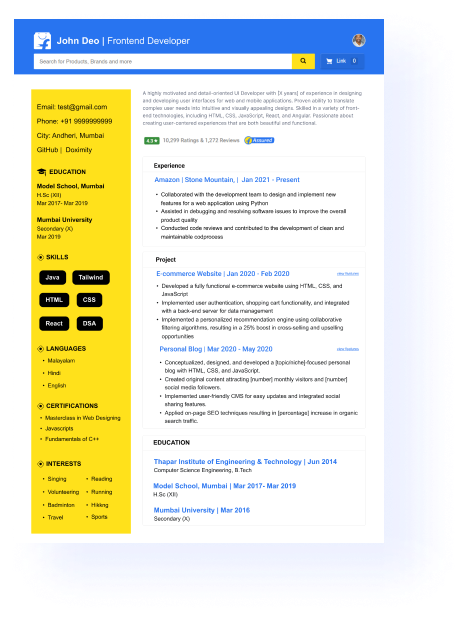 John Deo | Frontend Developer
Search for Products, Brands and more
Link 0
Email: test@gmail.com
Phone: +91 9999999999
City: Andheri, Mumbai
GitHub | Doximity
EDUCATION
Model School, Mumbai
H.Sc (XII)
Mar 2017- Mar 2019
Mumbai University
Secondary (X)
Mar 2019
SKILLS
Java Tailwind
HTML CSS
React DSA
LANGUAGES
• Malayalam
• Hindi
• English
CERTIFICATIONS
• Masterclass in Web Designing
• Javascripts
• Fundamentals of C++
INTERESTS
• Singing • Reading
• Volunteering • Running
• Badminton • Hikking
• Travel • Sports
A highly motivated and detail-oriented UI Developer with [X years] of experience in designing
and developing user interfaces for web and mobile applications. Proven ability to translate
complex user needs into intuitive and visually appealing designs. Skilled in a variety of front-
end technologies, including HTML, CSS, JavaScript, React, and Angular. Passionate about
creating user-centered experiences that are both beautiful and functional.
4.3★ 10,299 Ratings & 1,272 Reviews Assured
Experience
Amazon | Stone Mountain, | Jan 2021 - Present
• Collaborated with the development team to design and implement new
features for a web application using Python
• Assisted in debugging and resolving software issues to improve the overall
product quality
• Conducted code reviews and contributed to the development of clean and
maintainable codprocess
Project
E-commerce Website | Jan 2020 - Feb 2020 view features
• Developed a fully functional e-commerce website using HTML, CSS, and
JavaScript
• Implemented user authentication, shopping cart functionality, and integrated
with a back-end server for data management
• Implemented a personalized recommendation engine using collaborative
filtering algorithms, resulting in a 25% boost in cross-selling and upselling
opportunities
Personal Blog | Mar 2020 - May 2020 view features
• Conceptualized, designed, and developed a [topic/niche]-focused personal
blog with HTML, CSS, and JavaScript.
• Created original content attracting [number] monthly visitors and [number]
social media followers.
• Implemented user-friendly CMS for easy updates and integrated social
sharing features.
• Applied on-page SEO techniques resulting in [percentage] increase in organic
search traffic.
EDUCATION
Thapar Institute of Engineering & Technology | Jun 2014
Computer Science Engineering, B.Tech
Model School, Mumbai | Mar 2017- Mar 2019
H.Sc (XII)
Mumbai University | Mar 2016
Secondary (X)